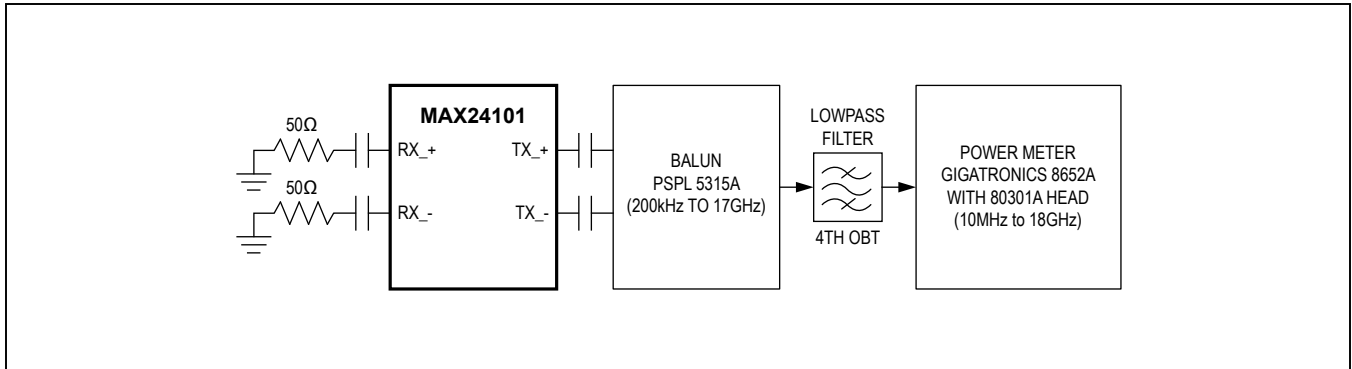 MAX24101
50Ω
RX_+
TX_+
50Ω
RX_-
TX_-
BALUN
PSPL 5315A
(200kHz TO 17GHz)
LOWPASS
FILTER
4TH OBT
POWER METER
GIGATRONICS 8652A
WITH 80301A HEAD
(10MHz to 18GHz)